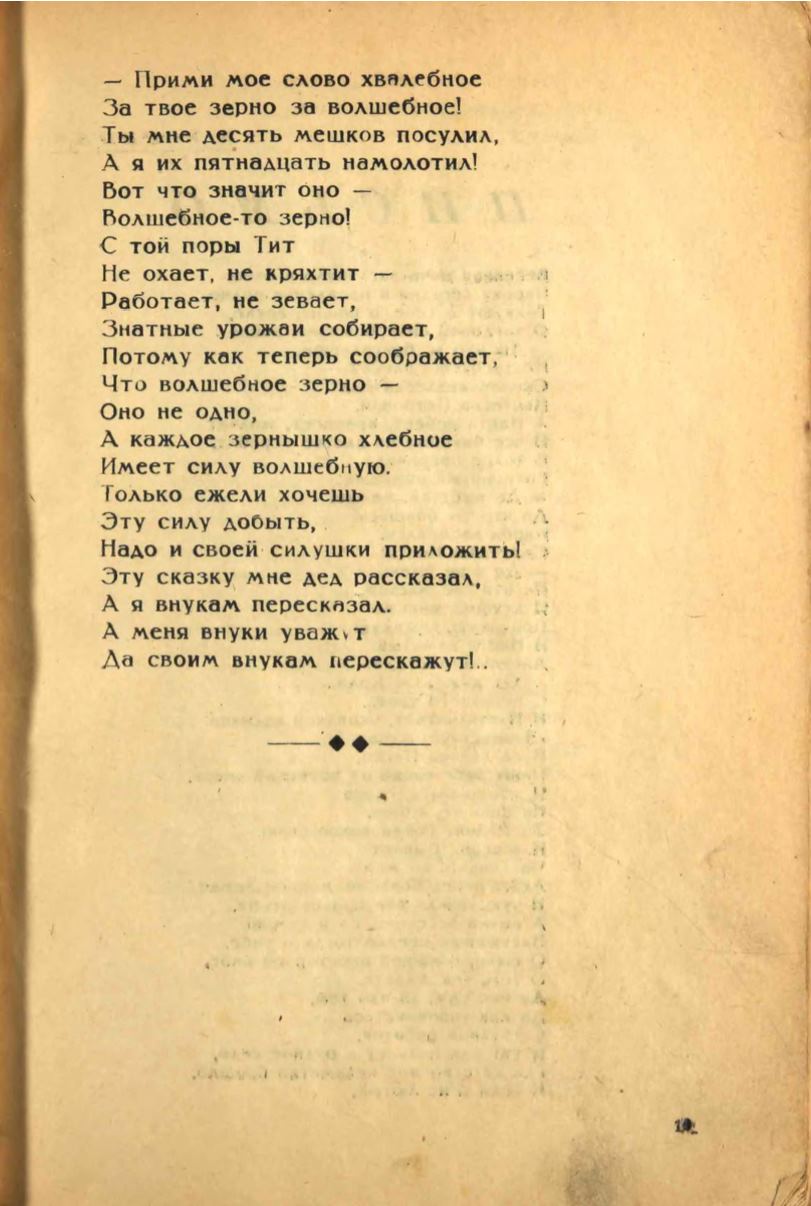 — Прими мое слово хвалебное
За твое зерно за волшебное!
Ты мне десять мешков посулил,
А я их пятнадцать намолотил!
Вот что значит оно —
Волшебное-то зерно!
С той поры Тит
Не охает, не кряхтит —
Работает, не зевает,
Знатные урожаи собирает,
Потому как теперь соображает,
Что волшебное зерно —
Оно не одно,
А каждое зернышко хлебное
Имеет силу волшебную.
Только ежели хочешь
Эту силу добыть,
Надо и своей силушки приложить!
Эту сказку мне дед рассказал,
А я внукам пересказал.
А меня внуки уважут
Да своим внукам перескажут!..